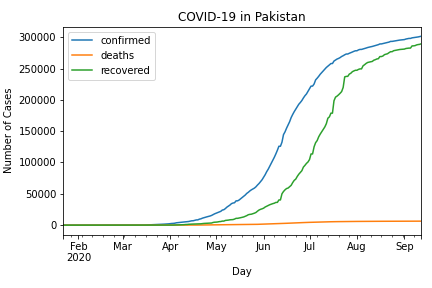 COVID-19 in Pakistan
confirmed
deaths
recovered
Number of Cases
300000
250000
200000
150000
100000
50000
0
Feb Mar Apr May Jun Jul Aug Sep
2020
Day